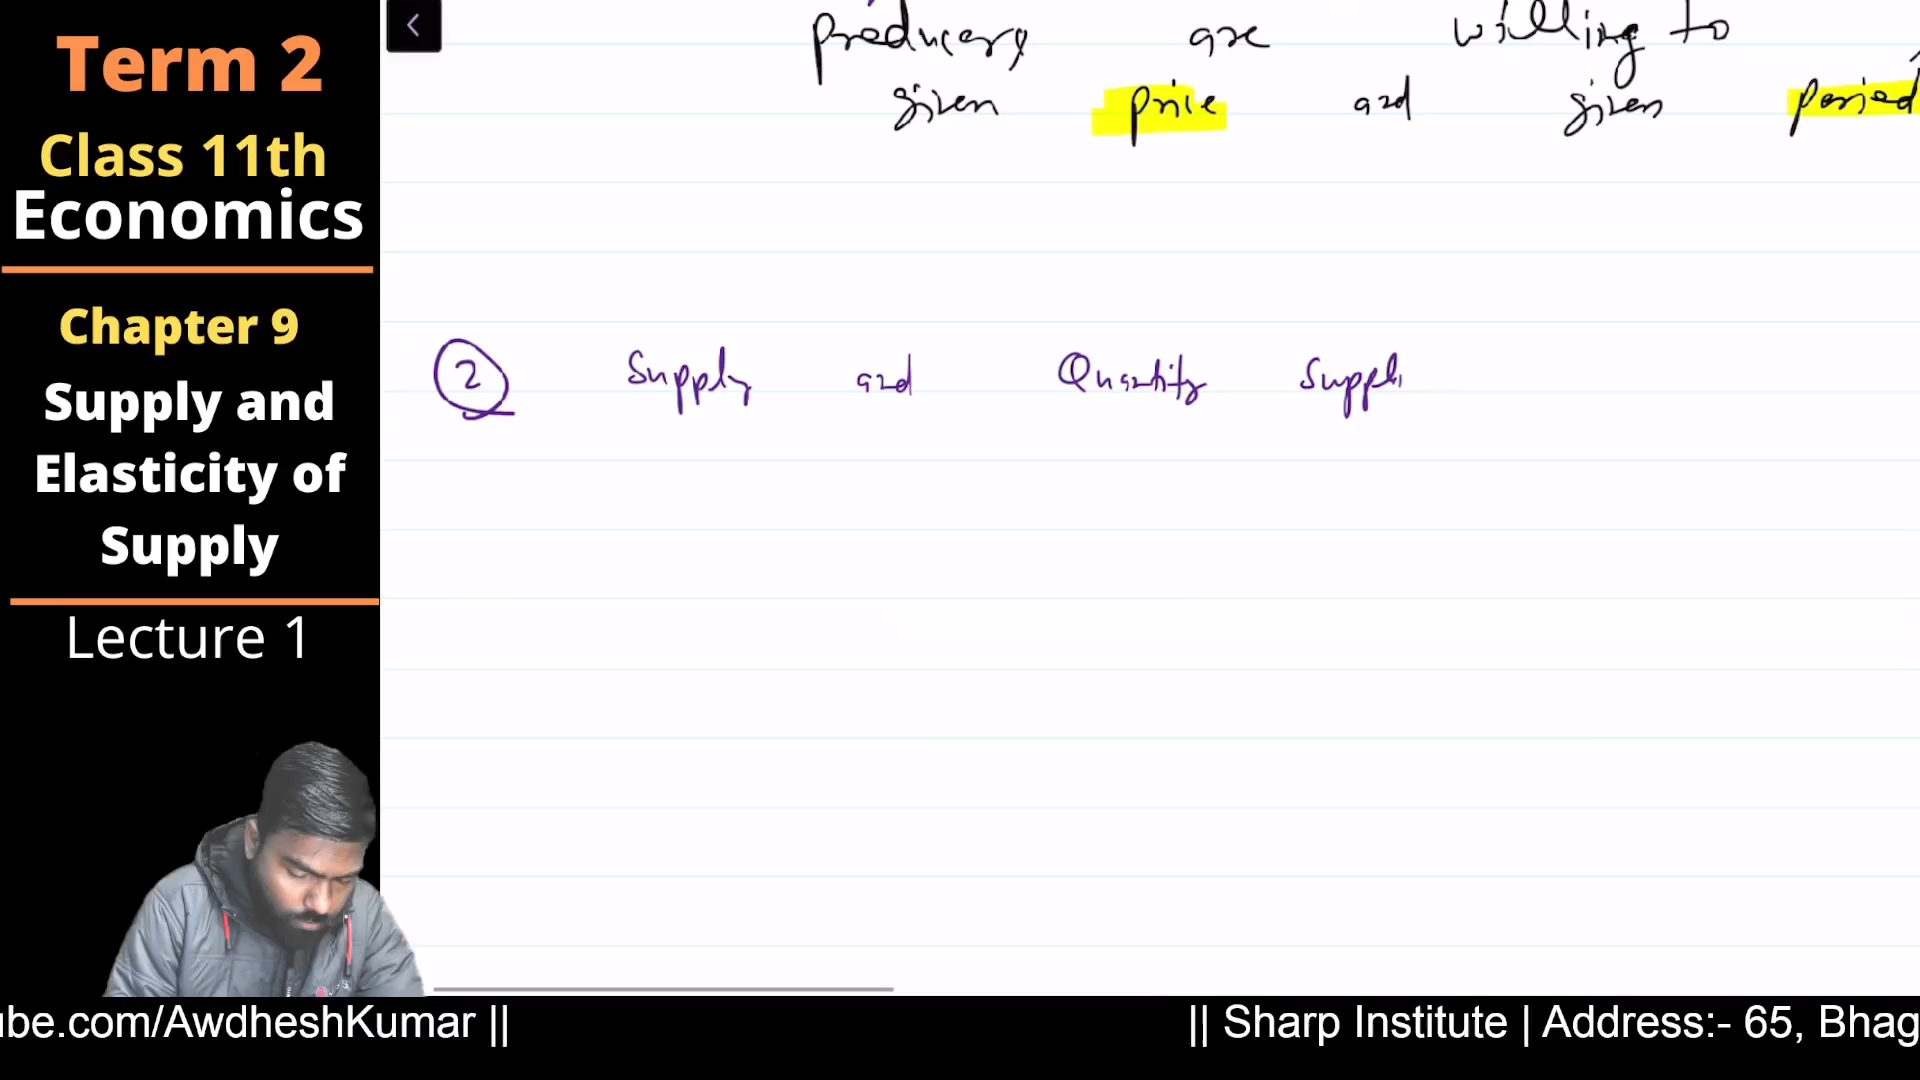 Term 2
Class 11th
Economics
Chapter 9
Supply and
Elasticity of
Supply
Lecture 1
producers are willing to
given price and given period
2 Supply and Quantity Suppli
ube.com/AwdheshKumar || || Sharp Institute | Address:- 65, Bhag